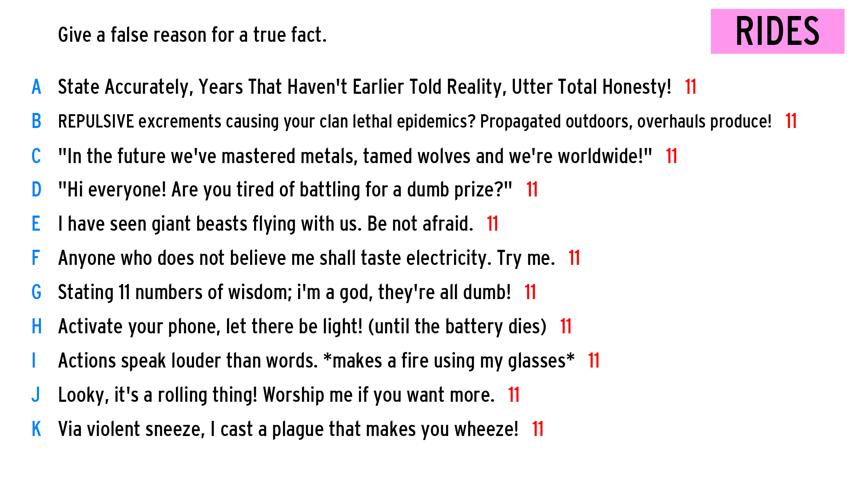 Give a false reason for a true fact.
RIDES
A State Accurately, Years That Haven't Earlier Told Reality, Utter Total Honesty! 11
B REPULSIVE excrements causing your clan lethal epidemics? Propagated outdoors, overhauls produce! 11
C "In the future we've mastered metals, tamed wolves and we're worldwide!" 11
D "Hi everyone! Are you tired of battling for a dumb prize?" 11
E I have seen giant beasts flying with us. Be not afraid. 11
F Anyone who does not believe me shall taste electricity. Try me. 11
G Stating 11 numbers of wisdom; i'm a god, they're all dumb! 11
H Activate your phone, let there be light! (until the battery dies) 11
I Actions speak louder than words. *makes a fire using my glasses* 11
J Looky, it's a rolling thing! Worship me if you want more. 11
K Via violent sneeze, I cast a plague that makes you wheeze! 11